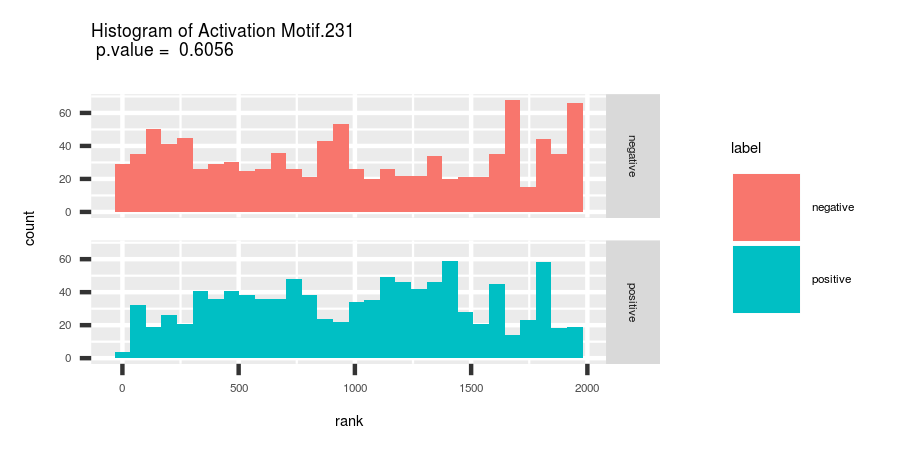 Histogram of Activation Motif.231
p.value =  0.6056
count
60
40
20
0
negative
60
40
20
0
positive
0
500
1000
1500
2000
rank
label
negative
positive